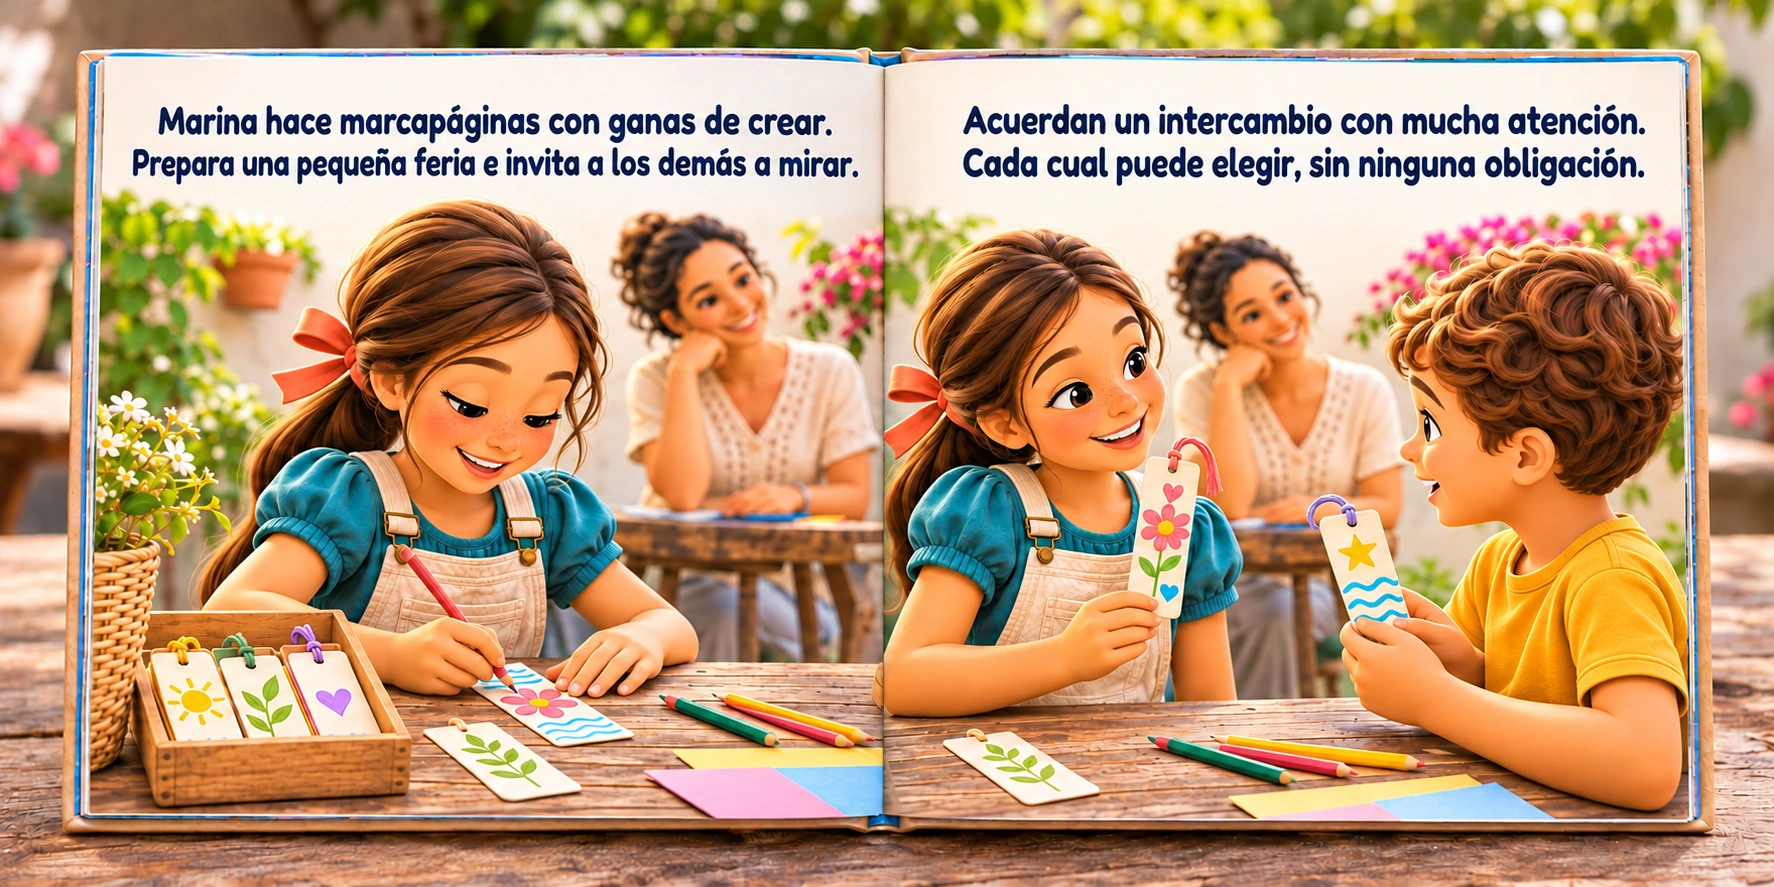 Marina hace marcapáginas con ganas de crear.
Prepara una pequeña feria e invita a los demás a mirar.
Acuerdan un intercambio con mucha atención.
Cada cual puede elegir, sin ninguna obligación.